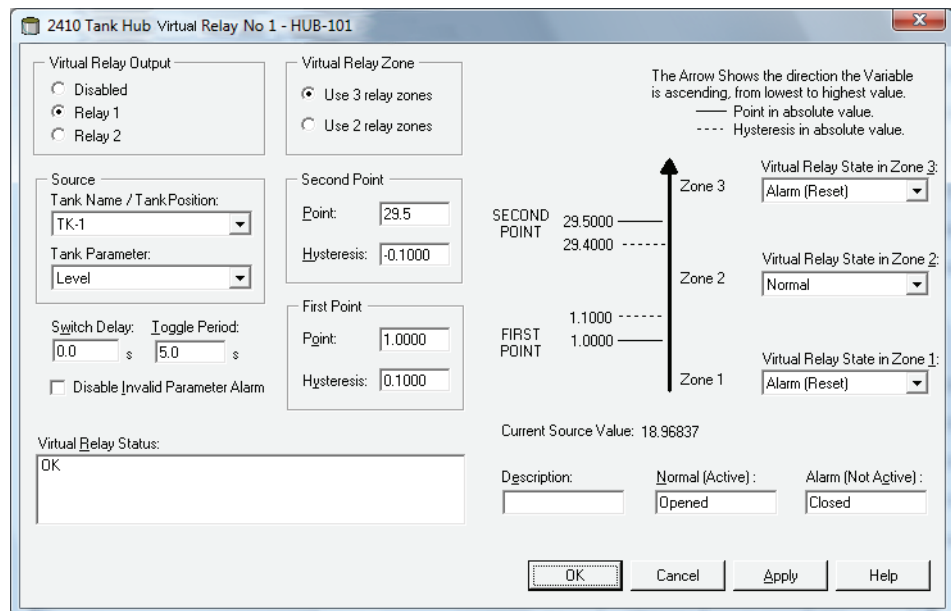 2410 Tank Hub Virtual Relay No 1 - HUB-101
Virtual Relay Output
Disabled
Relay 1
Relay 2
Virtual Relay Zone
Use 3 relay zones
Use 2 relay zones
Source
Tank Name / Tank Position:
TK-1
Tank Parameter:
Level
Second Point
Point: 29.5
Hysteresis: -0.1000
Switch Delay: Toggle Period:
0.0 s 5.0 s
Disable Invalid Parameter Alarm
First Point
Point: 1.0000
Hysteresis: 0.1000
The Arrow Shows the direction the Variable
is ascending, from lowest to highest value.
Point in absolute value.
Hysteresis in absolute value.
Virtual Relay State in Zone 3:
Zone 3 Alarm (Reset)
SECOND POINT
29.5000
29.4000
Virtual Relay State in Zone 2:
Zone 2 Normal
1.1000
FIRST POINT
1.0000
Virtual Relay State in Zone 1:
Zone 1 Alarm (Reset)
Current Source Value: 18.96837
Virtual Relay Status:
OK
Description: Normal (Active) : Alarm (Not Active) :
Opened Closed
OK Cancel Apply Help